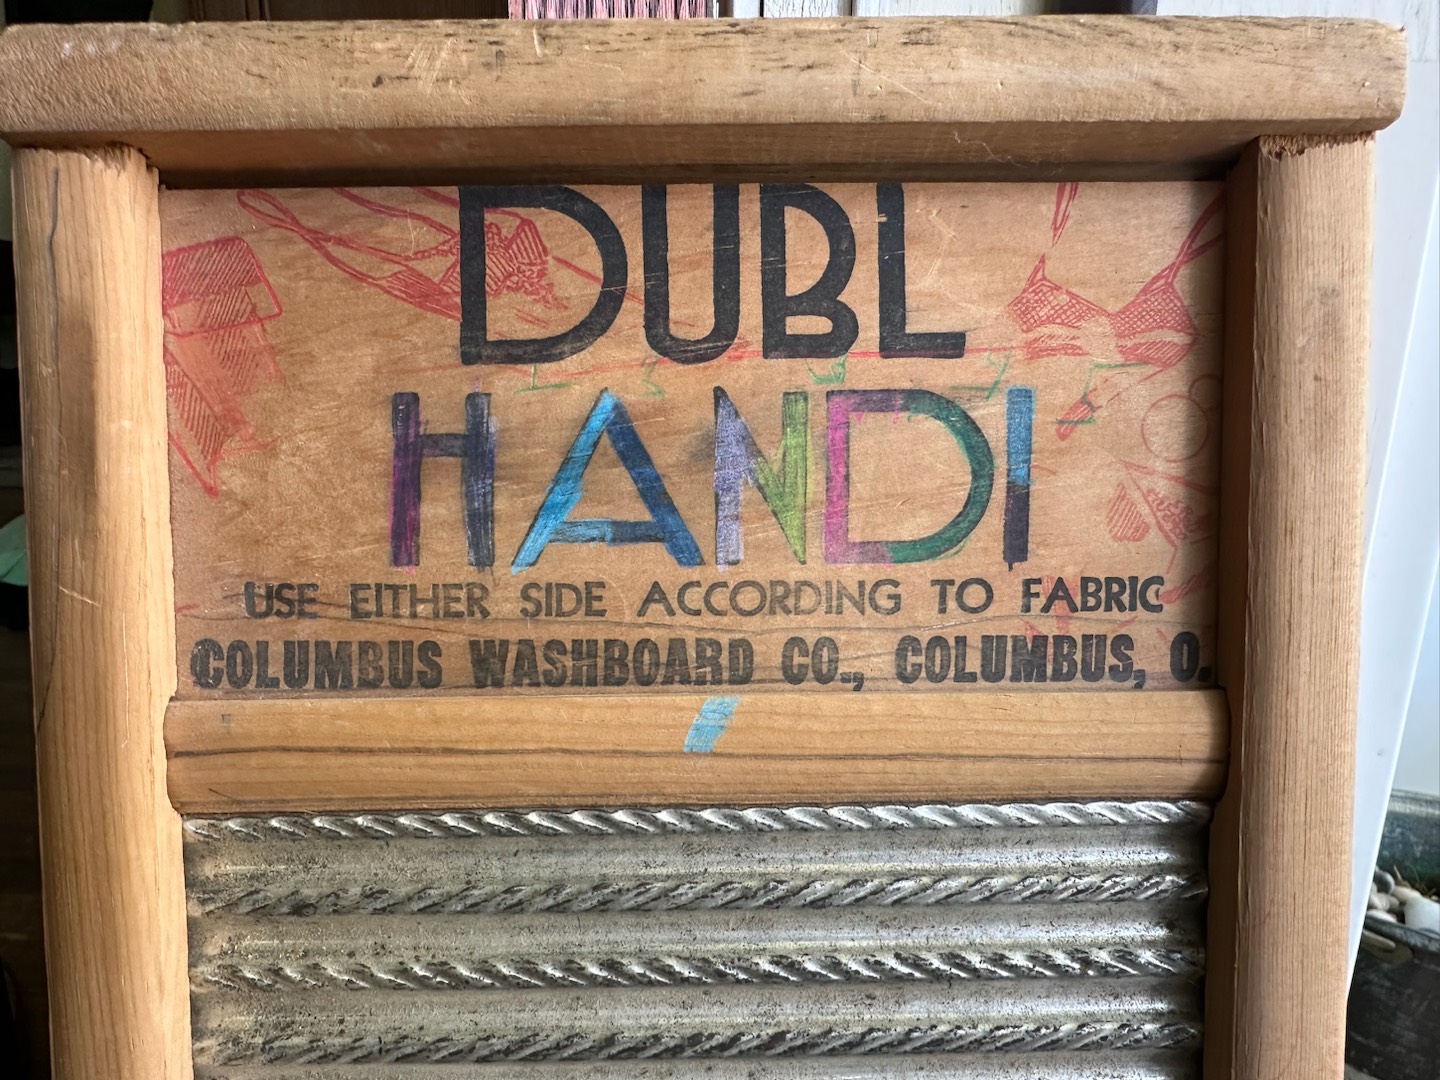 DUBL
HANDI
USE EITHER SIDE ACCORDING TO FABRIC
COLUMBUS WASHBOARD CO., COLUMBUS, O.